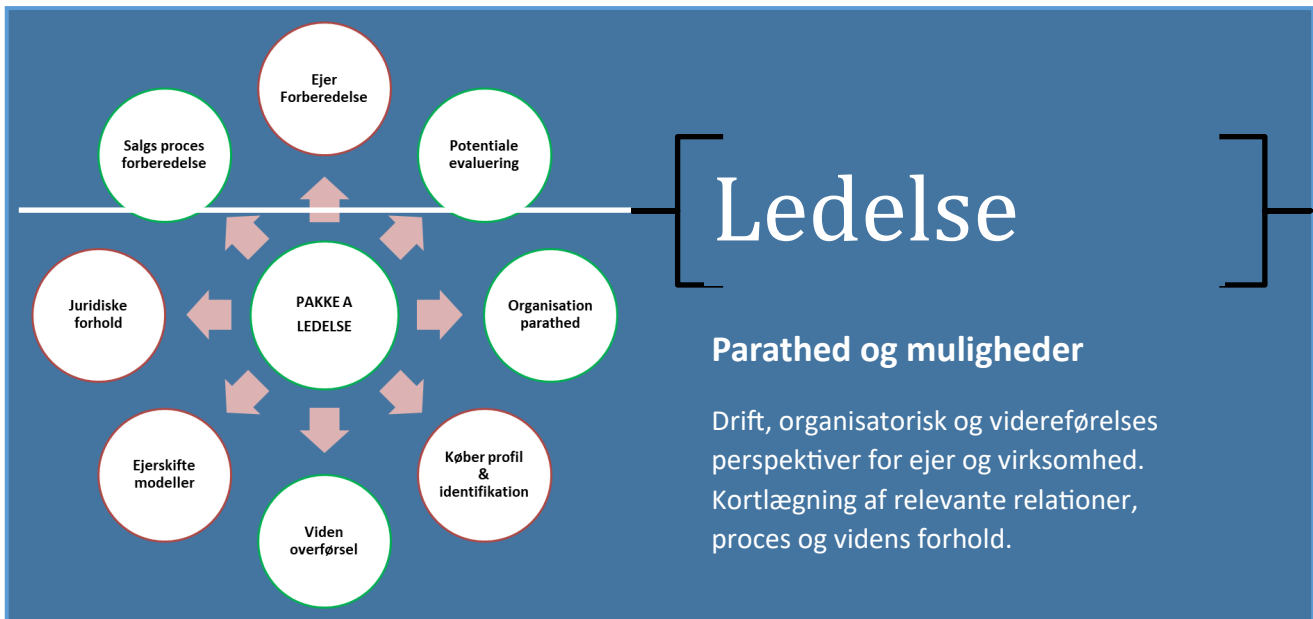 Ejer
Forberedelse
Salgs proces
forberedelse
Potentiale
evaluering
Juridiske
forhold
PAKKE A
LEDELSE
Organisation
parathed
Ejerskifte
modeller
Viden
overførsel
Køber profil
&
identifikation
Ledelse
Parathed og muligheder
Drift, organisatorisk og videreførelses
perspektiver for ejer og virksomhed.
Kortlægning af relevante relationer,
proces og videns forhold.